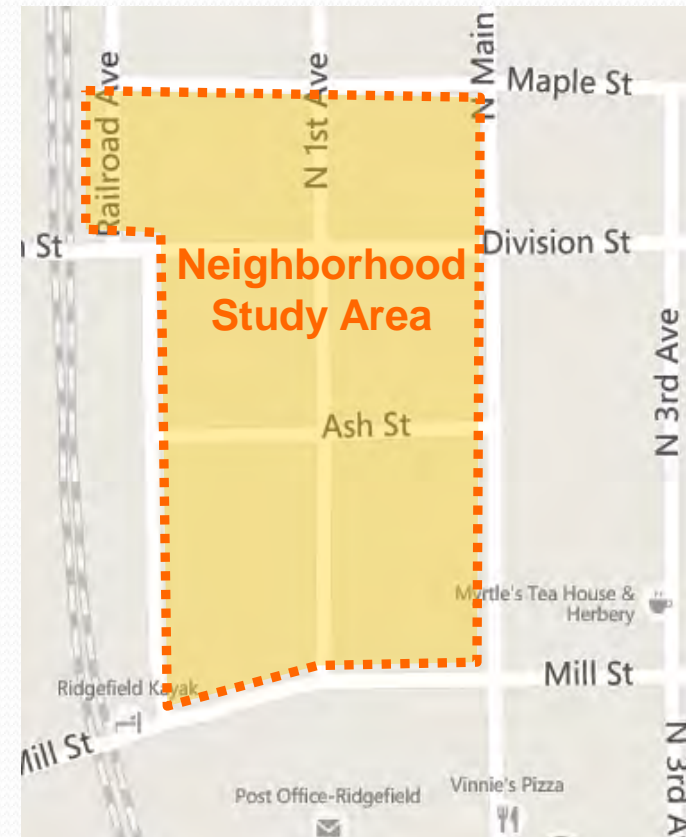 N Main
Maple St
Railroad Ave
N 1st Ave
St
Division St
Neighborhood
Study Area
N 3rd Ave
Ash St
Myrtle's Tea House &
Herbery
Ridgefield Kayak
Mill St
Mill St
Vinnie's Pizza
Post Office-Ridgefield
N 3rd A